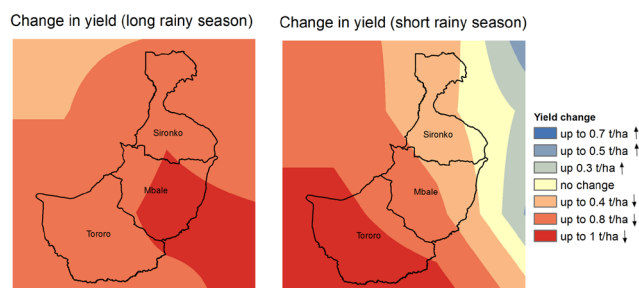 Change in yield (long rainy season)
Change in yield (short rainy season)
Sironko
Mbale
Tororo
Sironko
Mbale
Tororo
Yield change
up to 0.7 t/ha ↑
up to 0.5 t/ha ↑
up 0.3 t/ha ↑
no change
up to 0.4 t/ha ↓
up to 0.8 t/ha ↓
up to 1 t/ha ↓